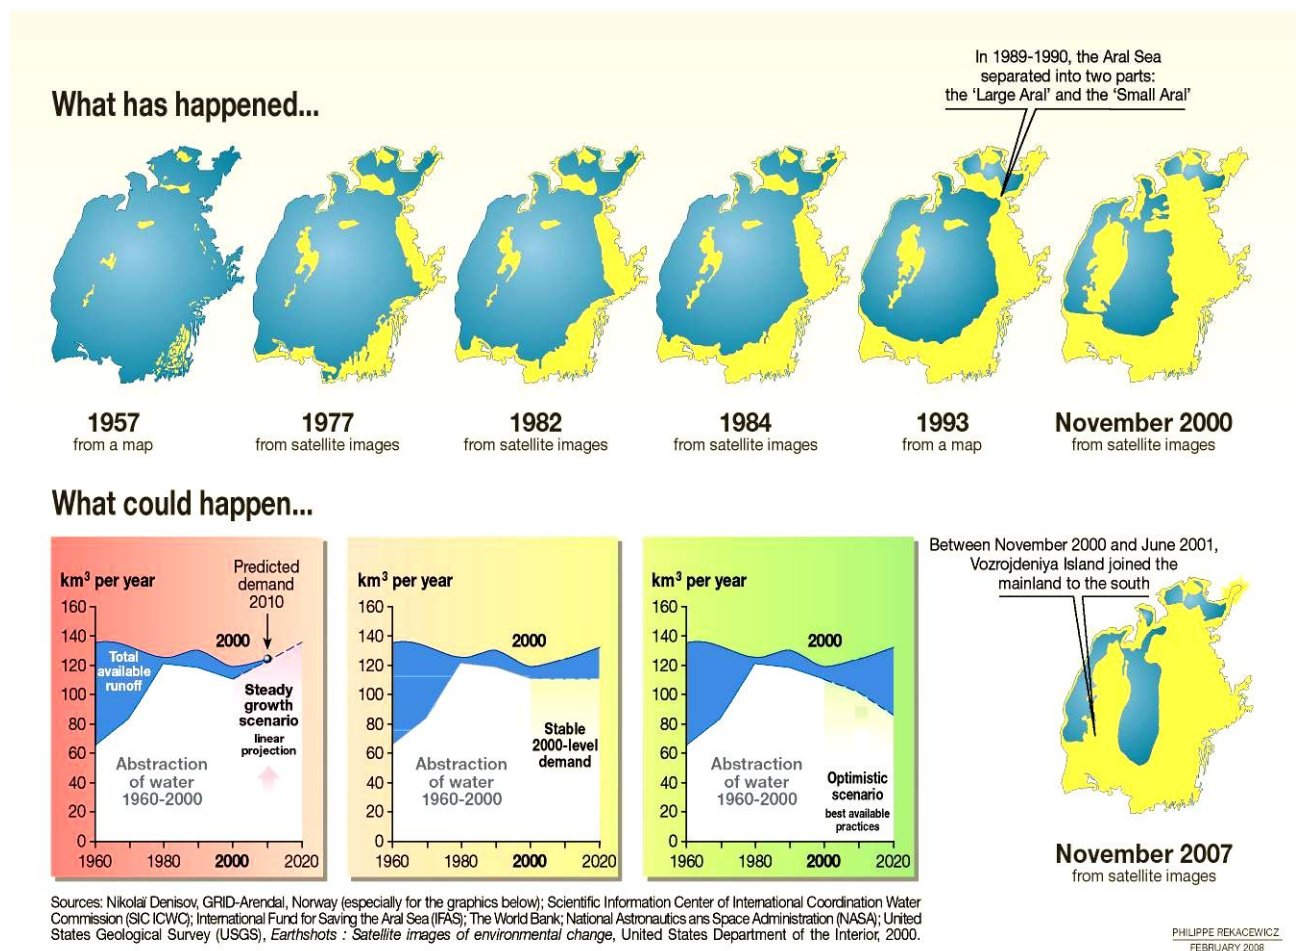 In 1989-1990, the Aral Sea
separated into two parts:
the ‘Large Aral’ and the ‘Small Aral’
What has happened...
1957
from a map
1977
from satellite images
1982
from satellite images
1984
from satellite images
1993
from a map
November 2000
from satellite images
What could happen...
km³ per year
160
140
120
100
80
60
40
20
0
1960
1980
2000
2020
Predicted
demand
2010
2000
Total
available
runoff
Steady
growth
scenario
linear
projection
Abstraction
of water
1960-2000
km³ per year
160
140
120
100
80
60
40
20
0
1960
1980
2000
2020
2000
Stable
2000-level
demand
Abstraction
of water
1960-2000
km³ per year
160
140
120
100
80
60
40
20
0
1960
1980
2000
2020
2000
Optimistic
scenario
best available
practices
Abstraction
of water
1960-2000
Between November 2000 and June 2001,
Vozrojdeniya Island joined the
mainland to the south
November 2007
from satellite images
Sources: Nikolaï Denisov, GRID-Arendal, Norway (especially for the graphics below); Scientific Information Center of International Coordination Water
Commission (SIC ICWC); International Fund for Saving the Aral Sea (IFAS); The World Bank; National Astronautics ans Space Administration (NASA); United
States Geological Survey (USGS), Earthshots : Satellite images of environmental change, United States Department of the Interior, 2000.
PHILIPPE REKACEWICZ
FEBRUARY 2008